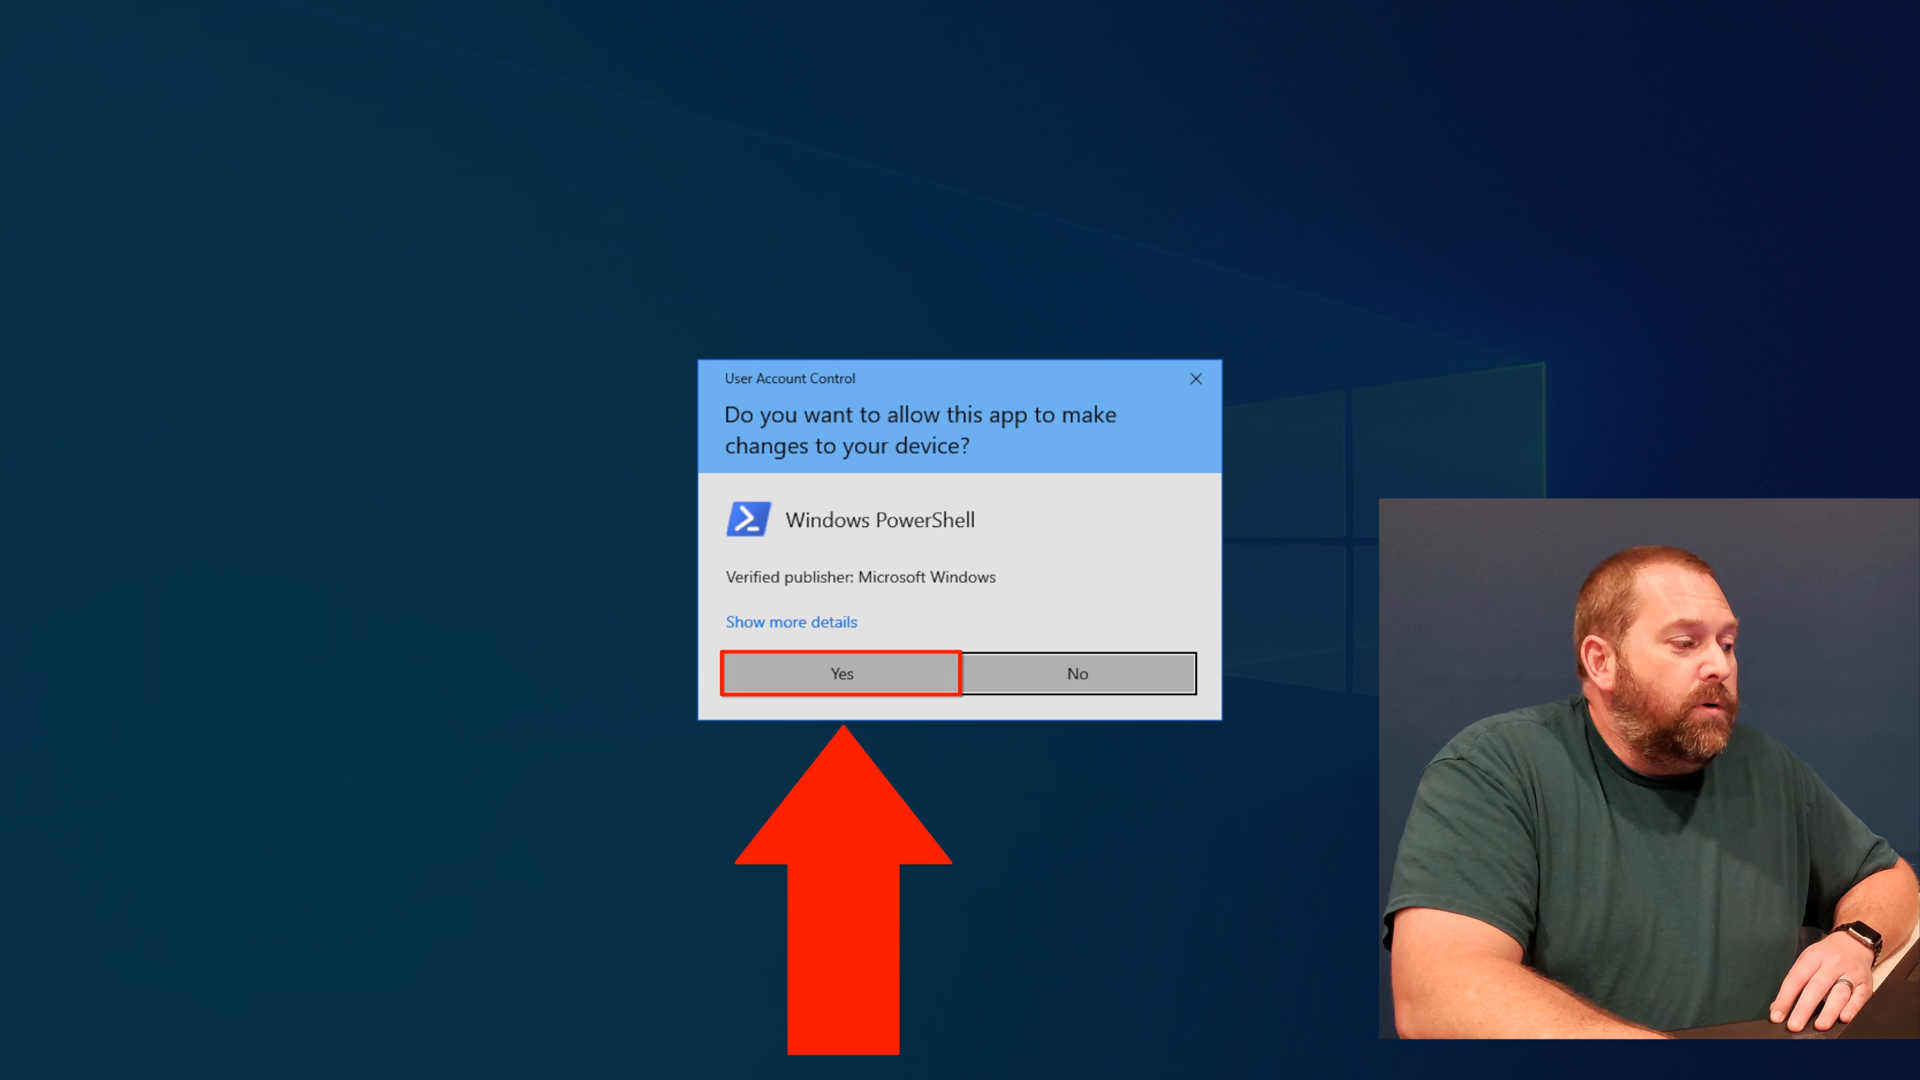 User Account Control
Do you want to allow this app to make
changes to your device?
Windows PowerShell
Verified publisher: Microsoft Windows
Show more details
Yes
No